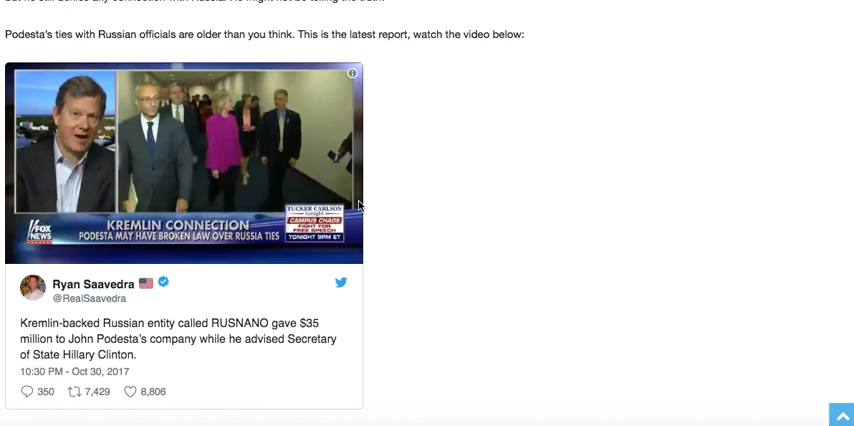 Podesta's ties with Russian officials are older than you think. This is the latest report, watch the video below:
TUCKER CARLSON
tonight
CAMPUS CHAOS
FIGHT FOR
FREE SPEECH
TONIGHT 9PM ET
FOX
NEWS
KREMLIN CONNECTION
PODESTA MAY HAVE BROKEN LAW OVER RUSSIA TIES
Ryan Saavedra
@RealSaavedra
Kremlin-backed Russian entity called RUSNANO gave $35
million to John Podesta's company while he advised Secretary
of State Hillary Clinton.
10:30 PM - Oct 30, 2017
350 7,429 8,806